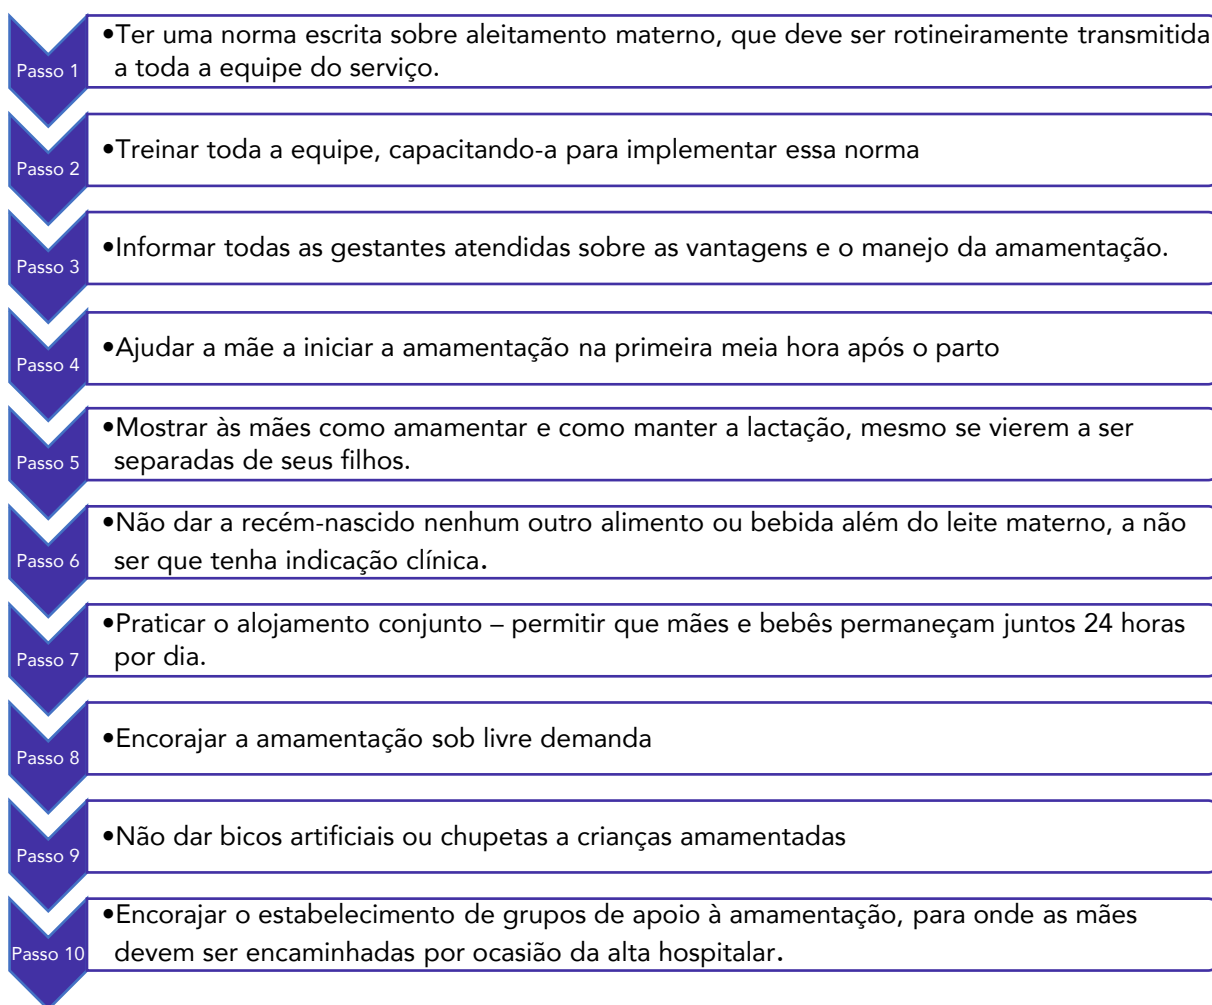 Passo 1
•Ter uma norma escrita sobre aleitamento materno, que deve ser rotineiramente transmitida
a toda a equipe do serviço.
Passo 2
•Treinar toda a equipe, capacitando-a para implementar essa norma
Passo 3
•Informar todas as gestantes atendidas sobre as vantagens e o manejo da amamentação.
Passo 4
•Ajudar a mãe a iniciar a amamentação na primeira meia hora após o parto
Passo 5
•Mostrar às mães como amamentar e como manter a lactação, mesmo se vierem a ser
separadas de seus filhos.
Passo 6
•Não dar a recém-nascido nenhum outro alimento ou bebida além do leite materno, a não
ser que tenha indicação clínica.
Passo 7
•Praticar o alojamento conjunto – permitir que mães e bebês permaneçam juntos 24 horas
por dia.
Passo 8
•Encorajar a amamentação sob livre demanda
Passo 9
•Não dar bicos artificiais ou chupetas a crianças amamentadas
Passo 10
•Encorajar o estabelecimento de grupos de apoio à amamentação, para onde as mães
devem ser encaminhadas por ocasião da alta hospitalar.